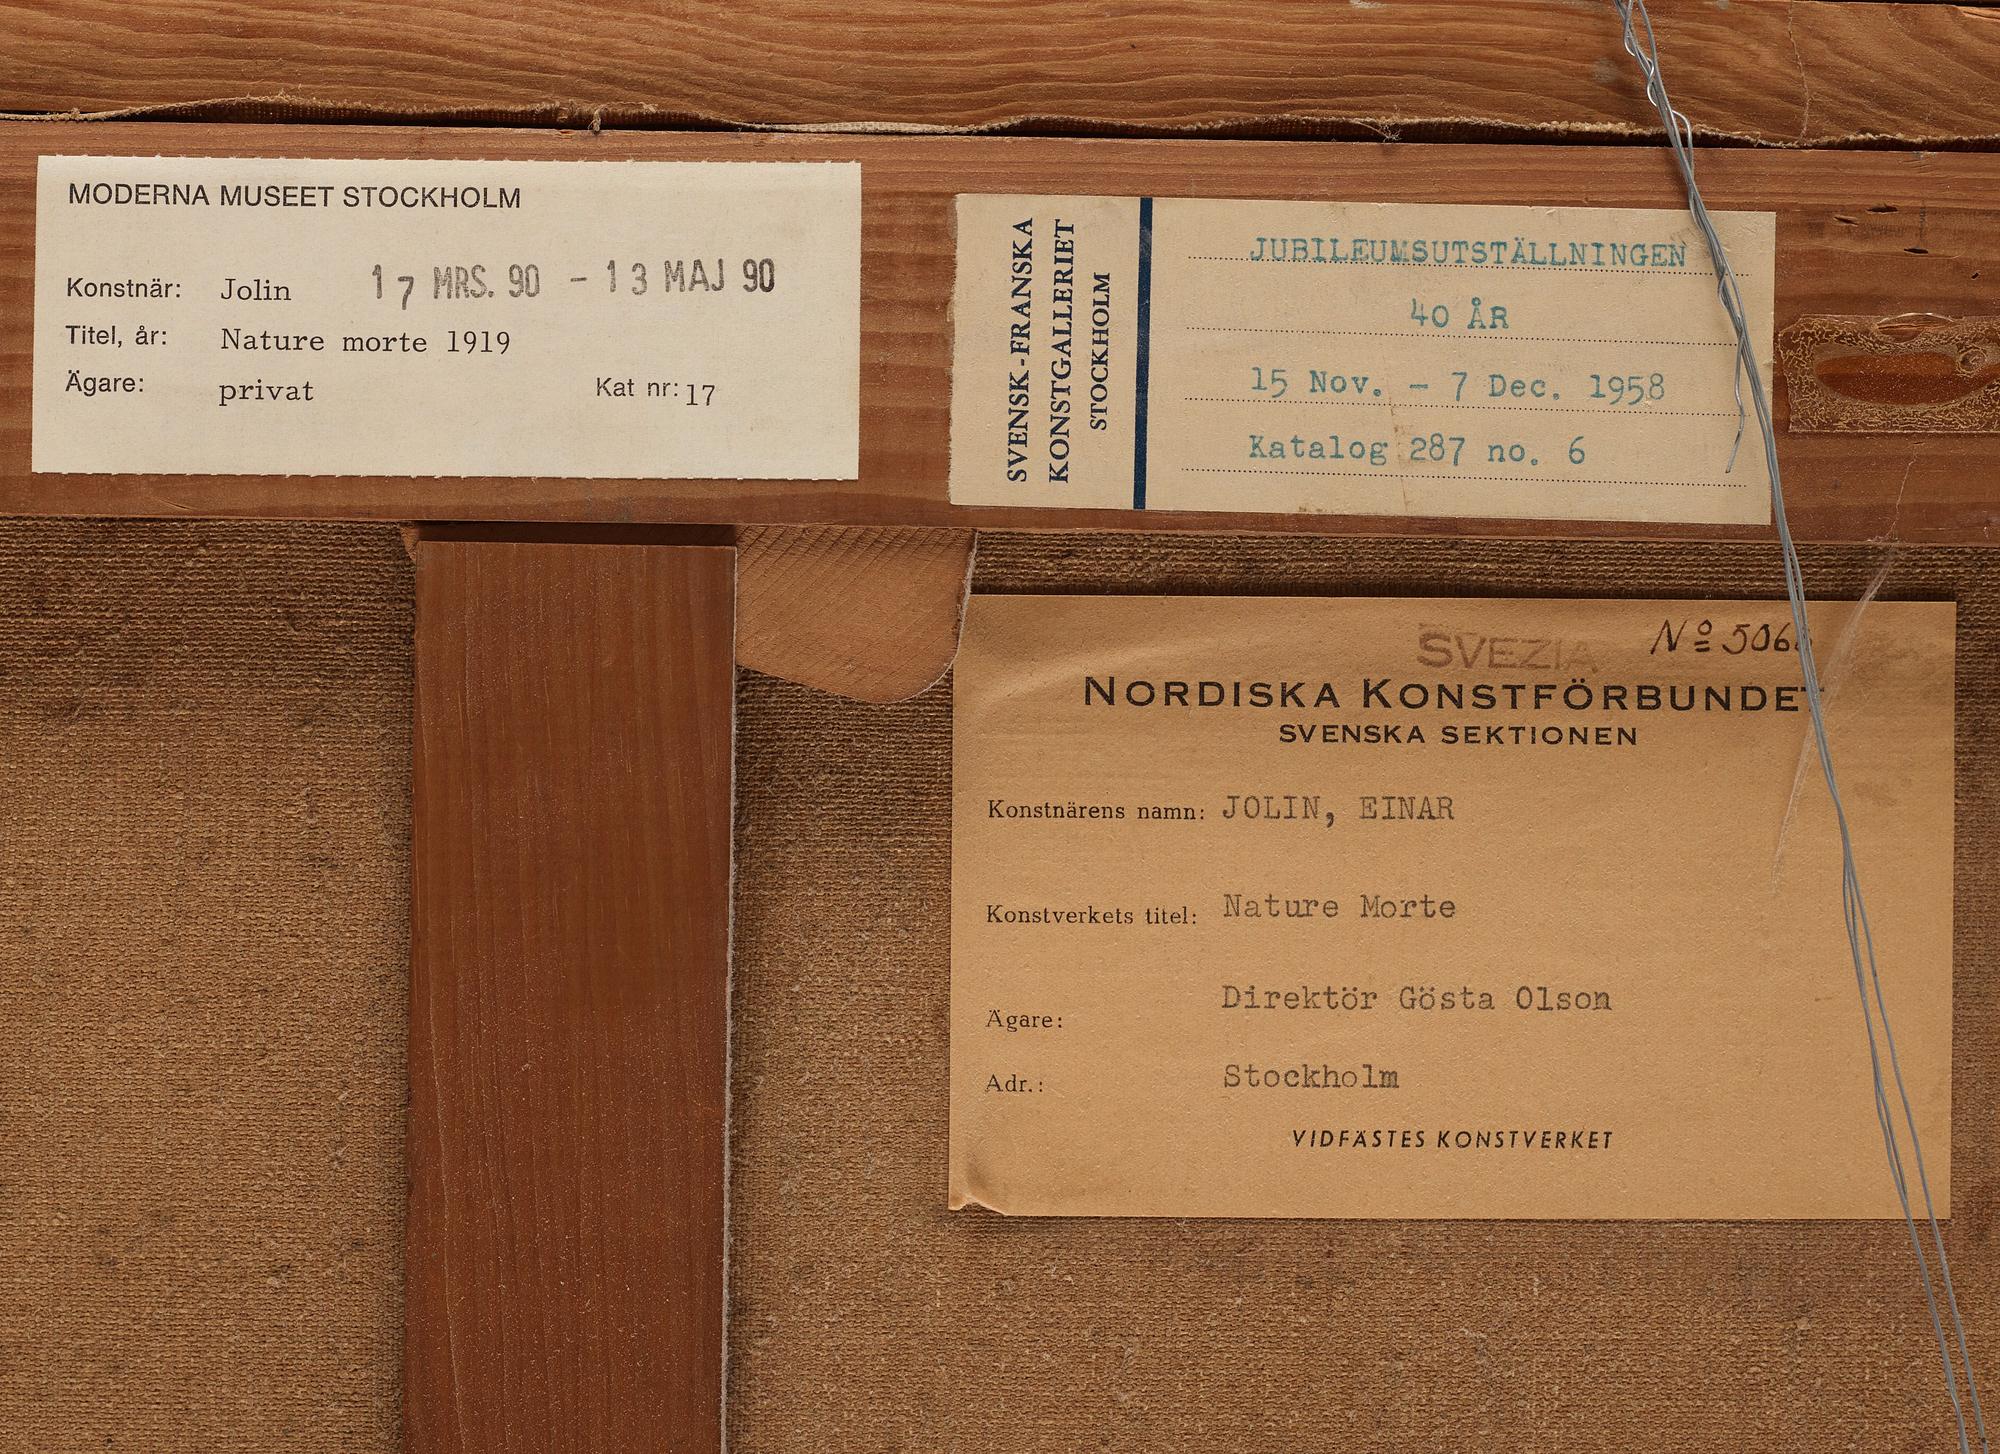 MODERNA MUSEET STOCKHOLM
Konstnär: Jolin 17 MRS. 90 – 13 MAJ 90
Titel, år: Nature morte 1919
Ägare: privat Kat nr: 17
SVENSK-FRANSKA
KONSTGALLERIET
STOCKHOLM
JUBILEUMSUTSTÄLLNINGEN
40 ÅR
15 Nov. – 7 Dec. 1958
Katalog 287 no. 6
SVEZIA Nº
NORDISKA KONSTFÖRBUNDET
SVENSKA SEKTIONEN
Konstnärens namn: JOLIN, EINAR
Konstverkets titel: Nature Morte
Direktör Gösta Olson
Ägare:
Adr.: Stockholm
VIDFÄSTES KONSTVERKET